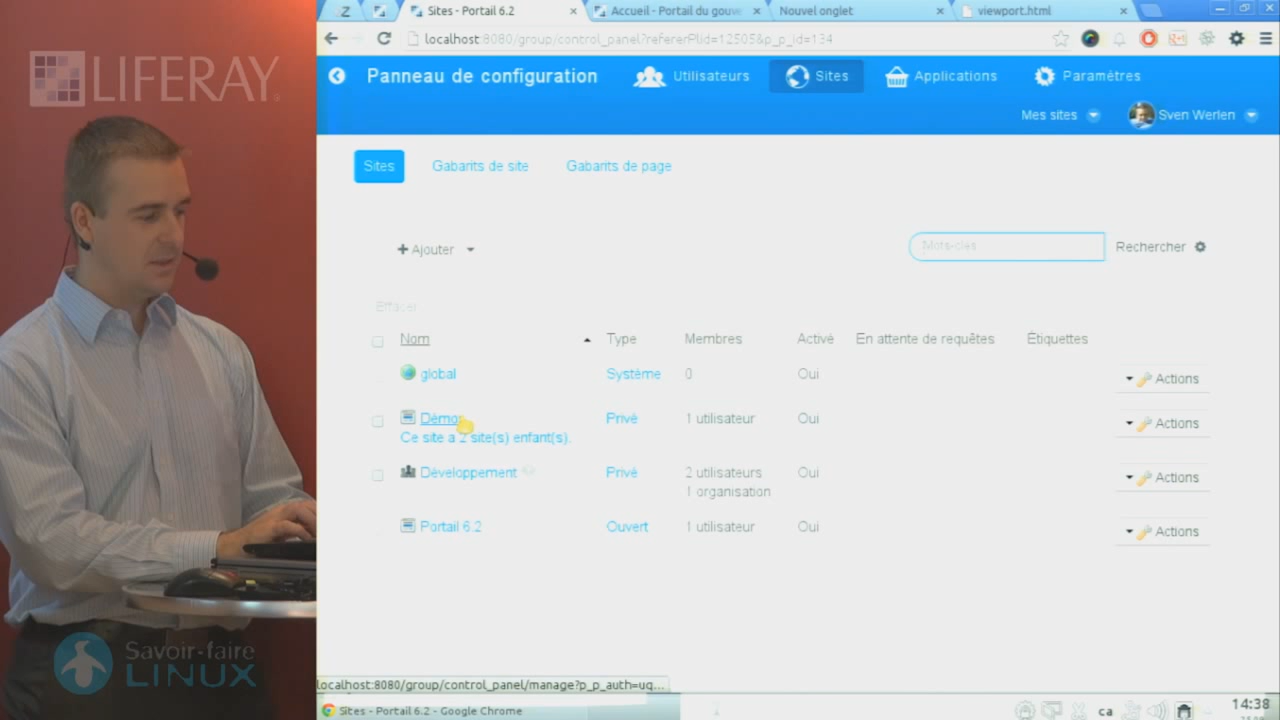 LIFERAY.
Sites - Portail 6.2
Accueil - Portail du gouve
Nouvel onglet
viewport.html
localhost:8080/group/control_panel?refererPlid=12505&p_p_id=134
Panneau de configuration
Utilisateurs
Sites
Applications
Paramètres
Mes sites
Sven Werlen
Sites
Gabarits de site
Gabarits de page
Ajouter
Mots-clés
Rechercher
Effacer
Nom Type Membres Activé En attente de requêtes Étiquettes
global Système 0 Oui Actions
Démos Privé 1 utilisateur Oui Actions
Ce site a 2 site(s) enfant(s).
Développement Privé 2 utilisateurs Oui Actions
1 organisation
Portail 6.2 Ouvert 1 utilisateur Oui Actions
Savoir-faire
LINUX
localhost:8080/group/control_panel/manage?p_p_auth=uq...
Sites - Portail 6.2 - Google Chrome
ca
14:38